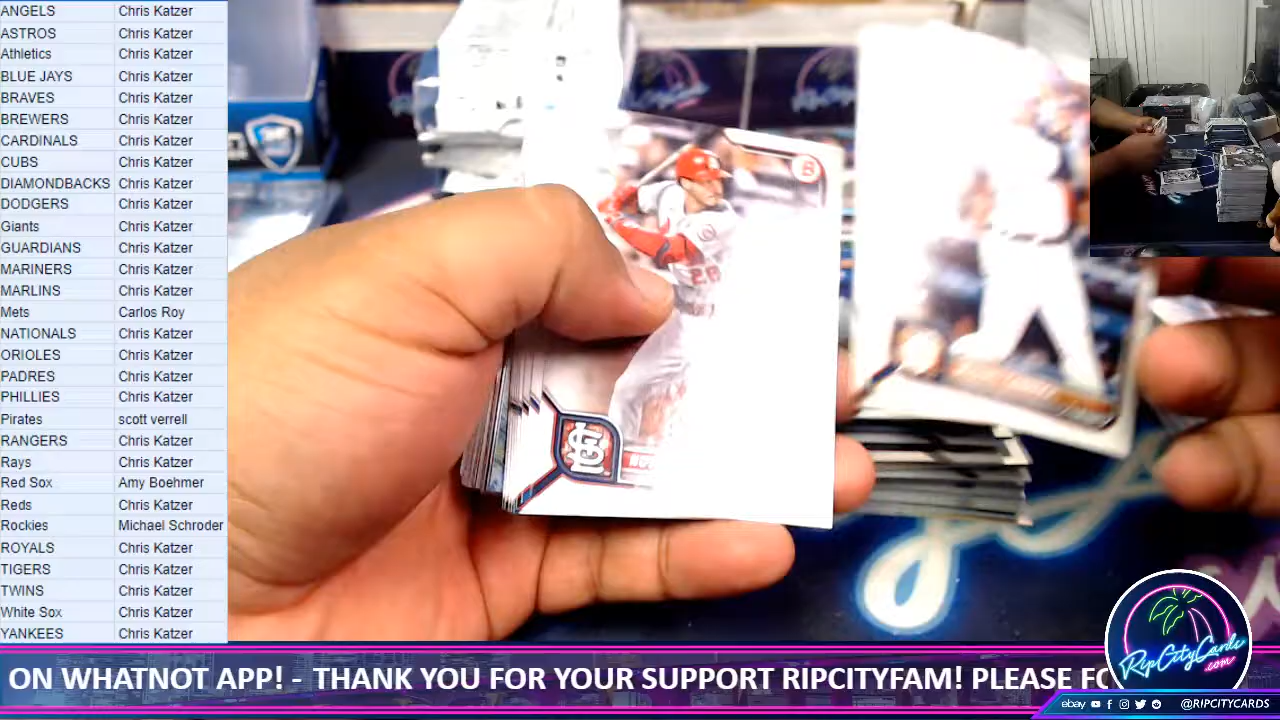 ANGELS Chris Katzer
ASTROS Chris Katzer
Athletics Chris Katzer
BLUE JAYS Chris Katzer
BRAVES Chris Katzer
BREWERS Chris Katzer
CARDINALS Chris Katzer
CUBS Chris Katzer
DIAMONDBACKS Chris Katzer
DODGERS Chris Katzer
Giants Chris Katzer
GUARDIANS Chris Katzer
MARINERS Chris Katzer
MARLINS Chris Katzer
Mets Carlos Roy
NATIONALS Chris Katzer
ORIOLES Chris Katzer
PADRES Chris Katzer
PHILLIES Chris Katzer
Pirates scott verrell
RANGERS Chris Katzer
Rays Chris Katzer
Red Sox Amy Boehmer
Reds Chris Katzer
Rockies Michael Schroder
ROYALS Chris Katzer
TIGERS Chris Katzer
TWINS Chris Katzer
White Sox Chris Katzer
YANKEES Chris Katzer
B
28
STL
ON WHATNOT APP! - THANK YOU FOR YOUR SUPPORT RIPCITYFAM! PLEASE FO
RipCityCards
.com
ebay @RIPCITYCARDS